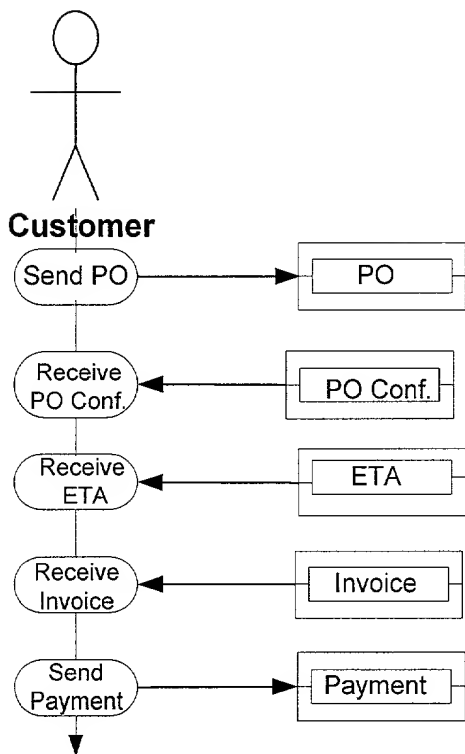 Customer
Send PO
PO
Receive
PO Conf.
PO Conf.
Receive
ETA
ETA
Receive
Invoice
Invoice
Send
Payment
Payment